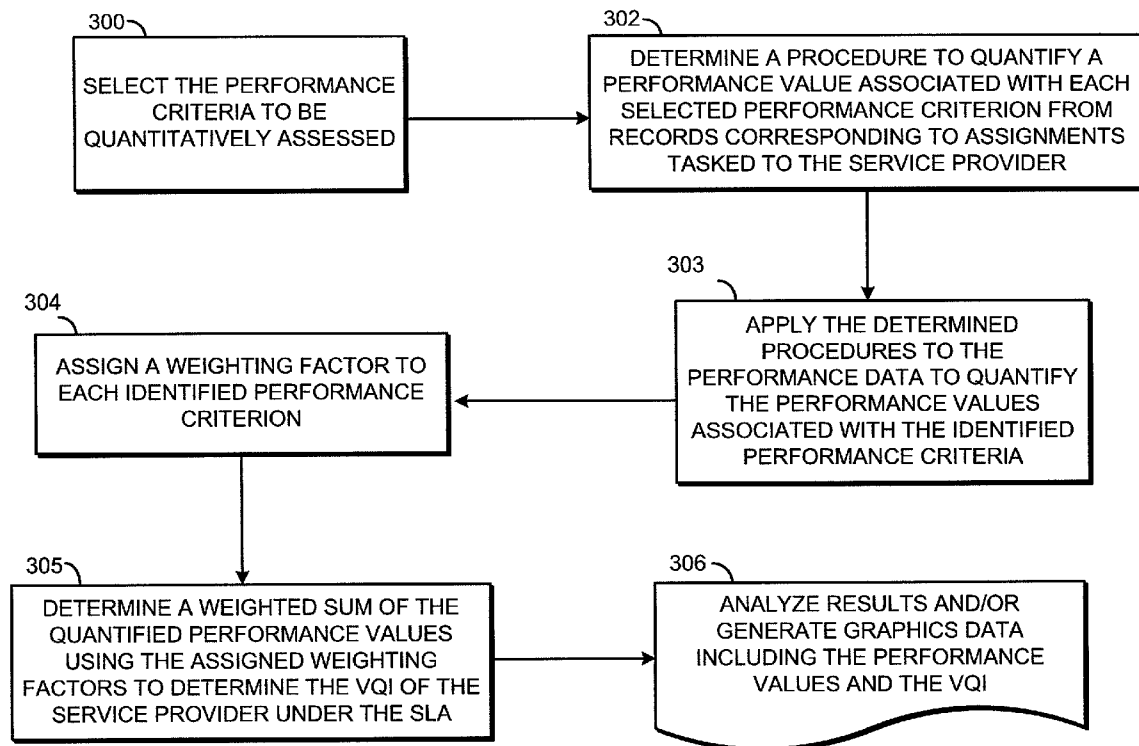 300
SELECT THE PERFORMANCE
CRITERIA TO BE
QUANTITATIVELY ASSESSED
302
DETERMINE A PROCEDURE TO QUANTIFY A
PERFORMANCE VALUE ASSOCIATED WITH EACH
SELECTED PERFORMANCE CRITERION FROM
RECORDS CORRESPONDING TO ASSIGNMENTS
TASKED TO THE SERVICE PROVIDER
303
APPLY THE DETERMINED
PROCEDURES TO THE
PERFORMANCE DATA TO QUANTIFY
THE PERFORMANCE VALUES
ASSOCIATED WITH THE IDENTIFIED
PERFORMANCE CRITERIA
304
ASSIGN A WEIGHTING FACTOR TO
EACH IDENTIFIED PERFORMANCE
CRITERION
305
DETERMINE A WEIGHTED SUM OF THE
QUANTIFIED PERFORMANCE VALUES
USING THE ASSIGNED WEIGHTING
FACTORS TO DETERMINE THE VQI OF THE
SERVICE PROVIDER UNDER THE SLA
306
ANALYZE RESULTS AND/OR
GENERATE GRAPHICS DATA
INCLUDING THE PERFORMANCE
VALUES AND THE VQI